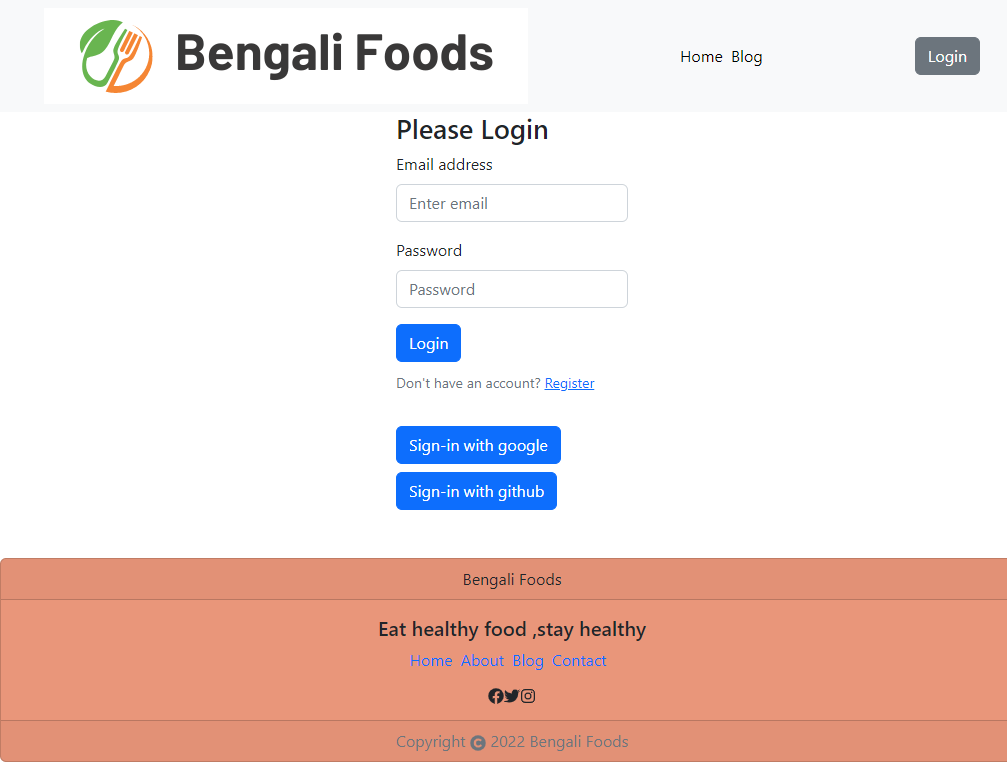 Bengali Foods
Home Blog
Login
Please Login
Email address
Enter email
Password
Password
Login
Don't have an account? Register
Sign-in with google
Sign-in with github
Bengali Foods
Eat healthy food ,stay healthy
Home About Blog Contact
Copyright © 2022 Bengali Foods